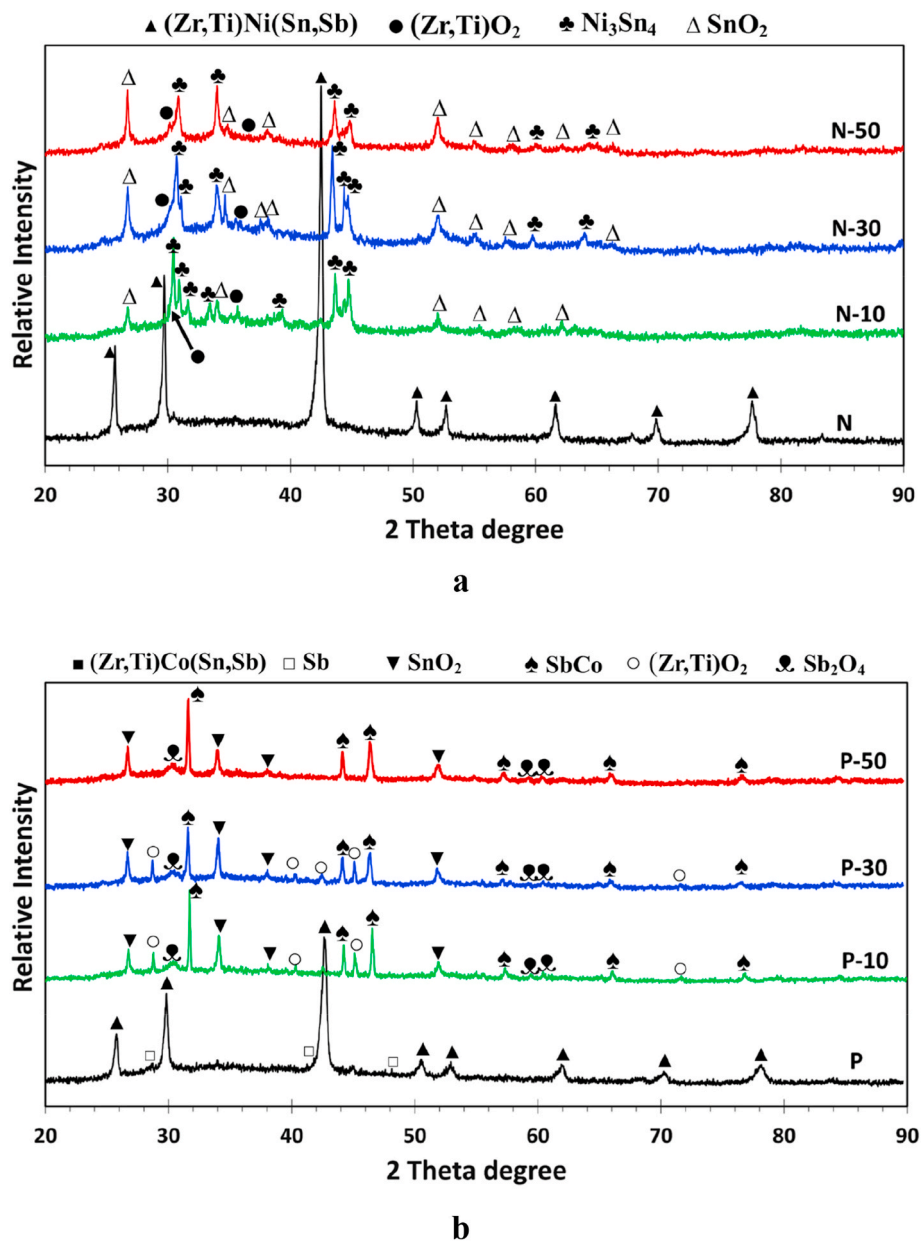 ▲ (Zr,Ti)Ni(Sn,Sb) ● (Zr,Ti)O₂ ♣ Ni₃Sn₄ Δ SnO₂
Relative Intensity
N-50
N-30
N-10
N
20 30 40 50 60 70 80 90
2 Theta degree
a
■ (Zr,Ti)Co(Sn,Sb) □ Sb ▼ SnO₂ ♠ SbCo ○ (Zr,Ti)O₂ Sb₂O₄
Relative Intensity
P-50
P-30
P-10
P
20 30 40 50 60 70 80 90
2 Theta degree
b